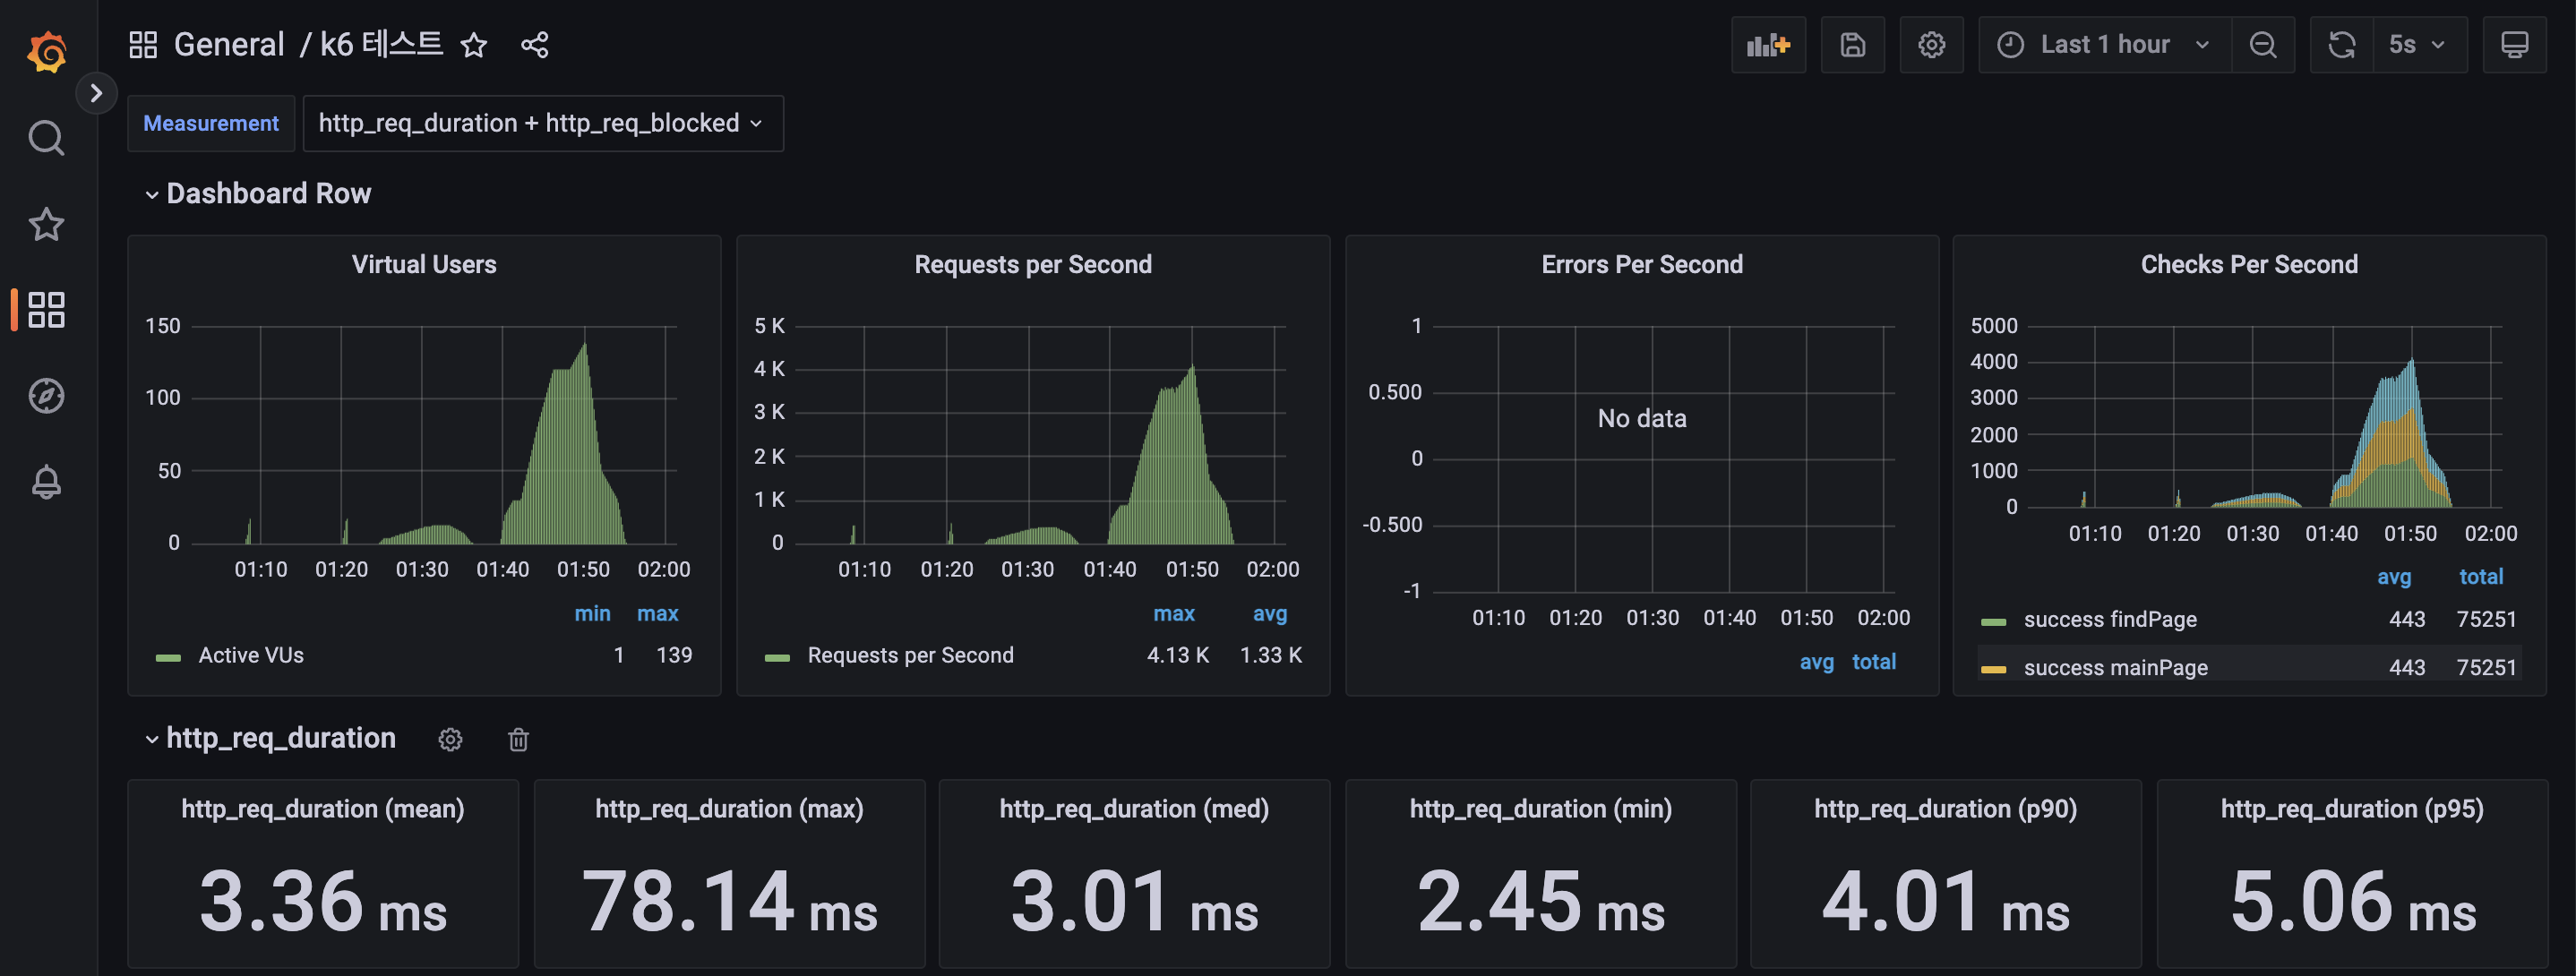 General / k6 테스트
Last 1 hour
5s
Measurement
http_req_duration + http_req_blocked
Dashboard Row
Virtual Users
150
100
50
0
01:10 01:20 01:30 01:40 01:50 02:00
min max
Active VUs 1 139
Requests per Second
5 K
4 K
3 K
2 K
1 K
0
01:10 01:20 01:30 01:40 01:50 02:00
max avg
Requests per Second 4.13 K 1.33 K
Errors Per Second
1
0.500
0
-0.500
-1
No data
01:10 01:20 01:30 01:40 01:50 02:00
avg total
Checks Per Second
5000
4000
3000
2000
1000
0
01:10 01:20 01:30 01:40 01:50 02:00
avg total
success findPage 443 75251
success mainPage 443 75251
http_req_duration
http_req_duration (mean)
3.36 ms
http_req_duration (max)
78.14 ms
http_req_duration (med)
3.01 ms
http_req_duration (min)
2.45 ms
http_req_duration (p90)
4.01 ms
http_req_duration (p95)
5.06 ms